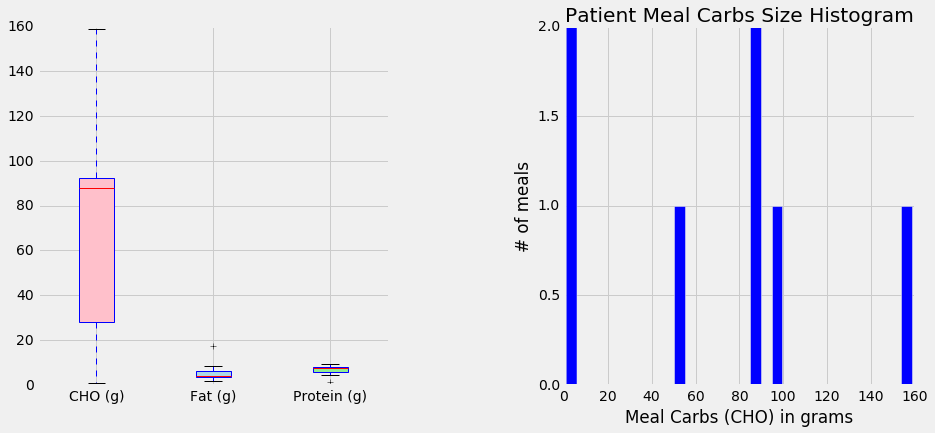 160
140
120
100
80
60
40
20
0
CHO (g) Fat (g) Protein (g)
Patient Meal Carbs Size Histogram
2.0
1.5
1.0
0.5
0.0
# of meals
0 20 40 60 80 100 120 140 160
Meal Carbs (CHO) in grams